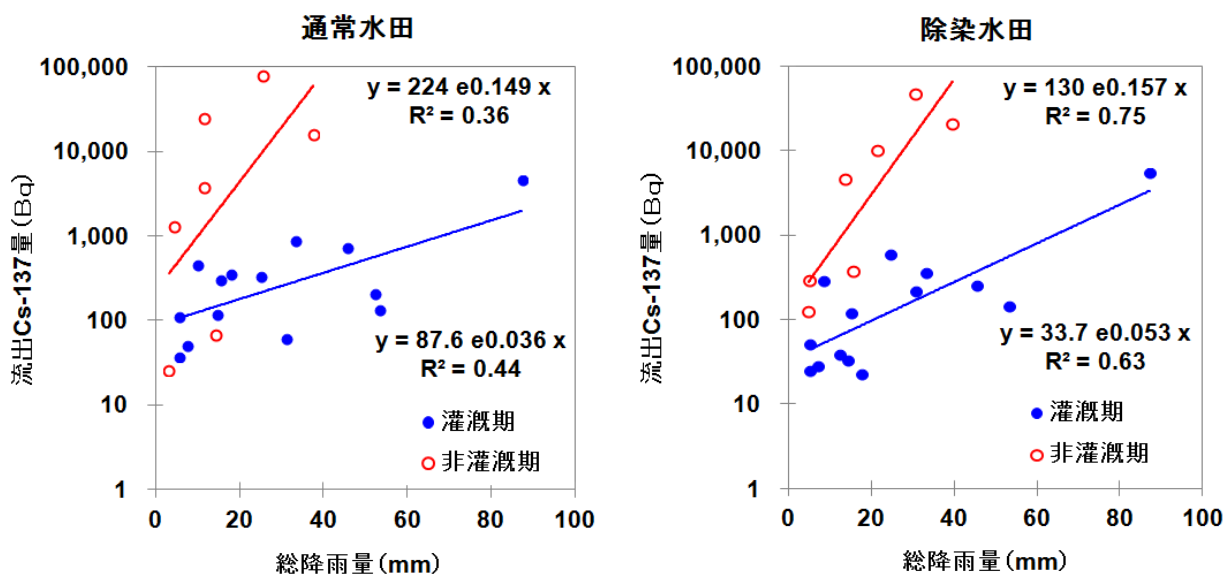 通常水田
100,000
10,000
1,000
100
10
1
流出Cs-137量(Bq)
y = 224 e0.149 x
R² = 0.36
y = 87.6 e0.036 x
R² = 0.44
灌漑期
非灌漑期
0 20 40 60 80 100
総降雨量(mm)
除染水田
100,000
10,000
1,000
100
10
1
流出Cs-137量(Bq)
y = 130 e0.157 x
R² = 0.75
y = 33.7 e0.053 x
R² = 0.63
灌漑期
非灌漑期
0 20 40 60 80 100
総降雨量(mm)